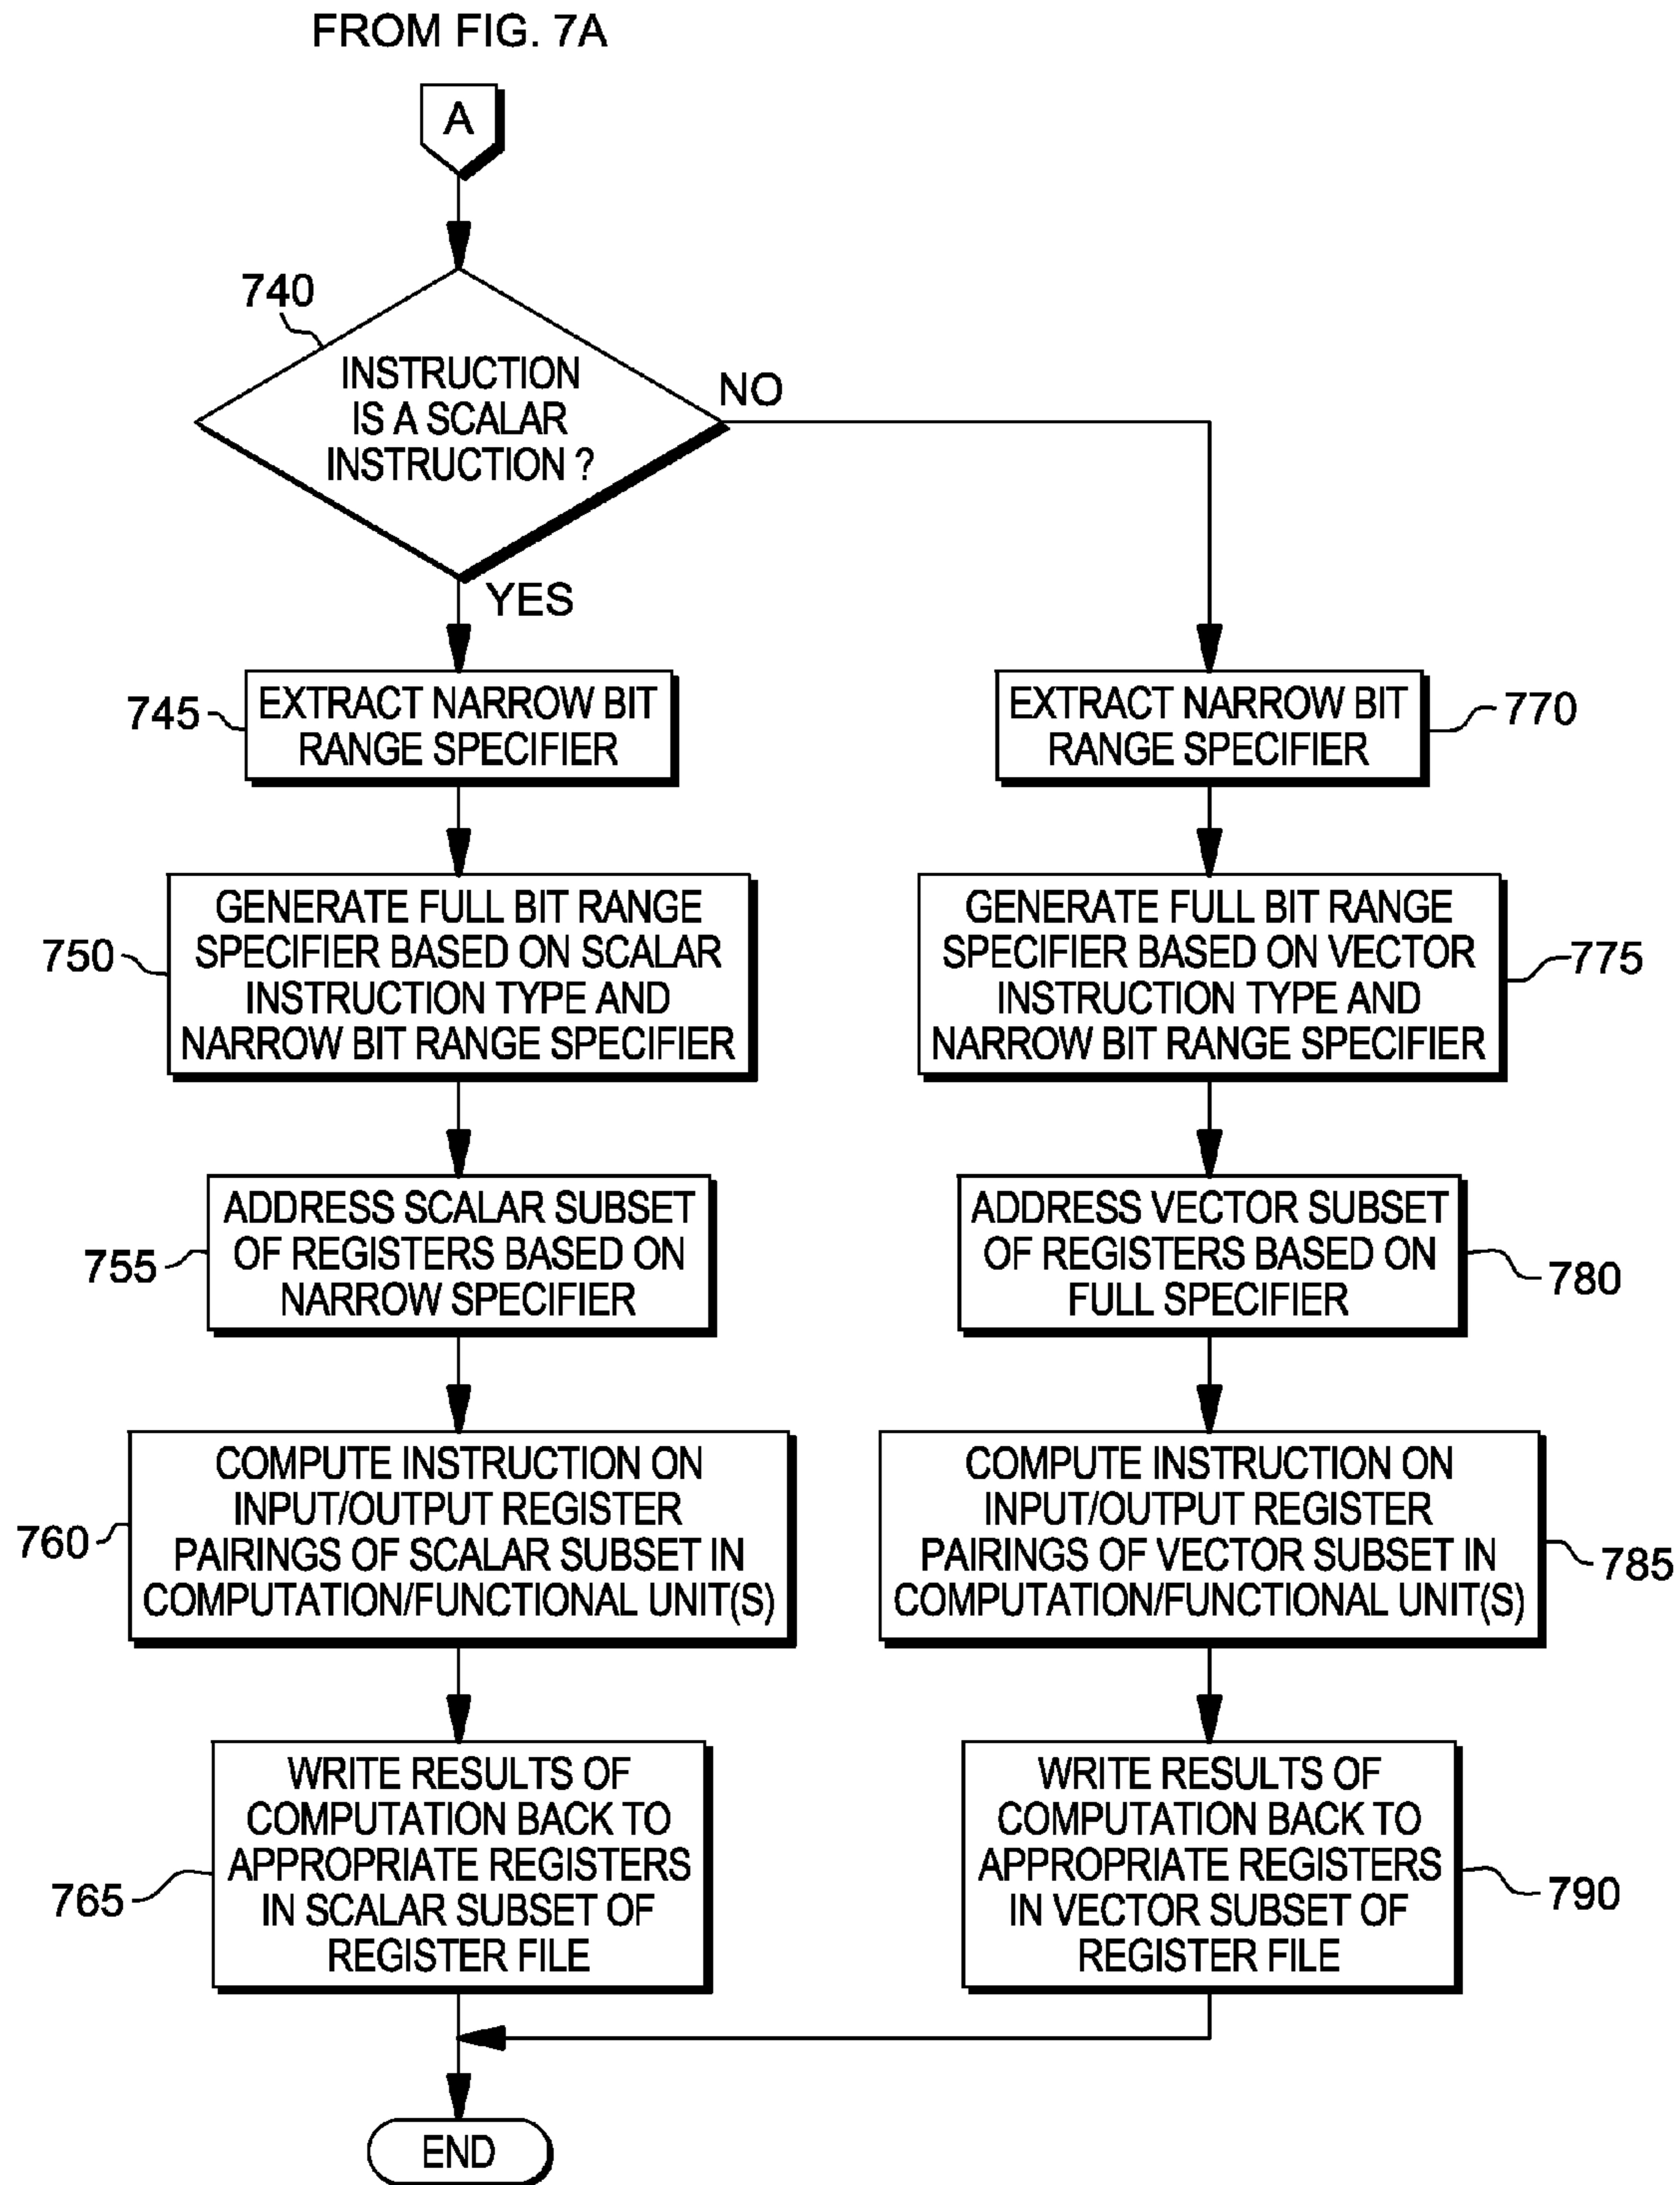 FROM FIG. 7A
A
740
INSTRUCTION
IS A SCALAR
INSTRUCTION ?
NO
YES
745
EXTRACT NARROW BIT
RANGE SPECIFIER
750
GENERATE FULL BIT RANGE
SPECIFIER BASED ON SCALAR
INSTRUCTION TYPE AND
NARROW BIT RANGE SPECIFIER
755
ADDRESS SCALAR SUBSET
OF REGISTERS BASED ON
NARROW SPECIFIER
760
COMPUTE INSTRUCTION ON
INPUT/OUTPUT REGISTER
PAIRINGS OF SCALAR SUBSET IN
COMPUTATION/FUNCTIONAL UNIT(S)
765
WRITE RESULTS OF
COMPUTATION BACK TO
APPROPRIATE REGISTERS
IN SCALAR SUBSET OF
REGISTER FILE
EXTRACT NARROW BIT
RANGE SPECIFIER
770
GENERATE FULL BIT RANGE
SPECIFIER BASED ON VECTOR
INSTRUCTION TYPE AND
NARROW BIT RANGE SPECIFIER
775
ADDRESS VECTOR SUBSET
OF REGISTERS BASED ON
FULL SPECIFIER
780
COMPUTE INSTRUCTION ON
INPUT/OUTPUT REGISTER
PAIRINGS OF VECTOR SUBSET IN
COMPUTATION/FUNCTIONAL UNIT(S)
785
WRITE RESULTS OF
COMPUTATION BACK TO
APPROPRIATE REGISTERS
IN VECTOR SUBSET OF
REGISTER FILE
790
END